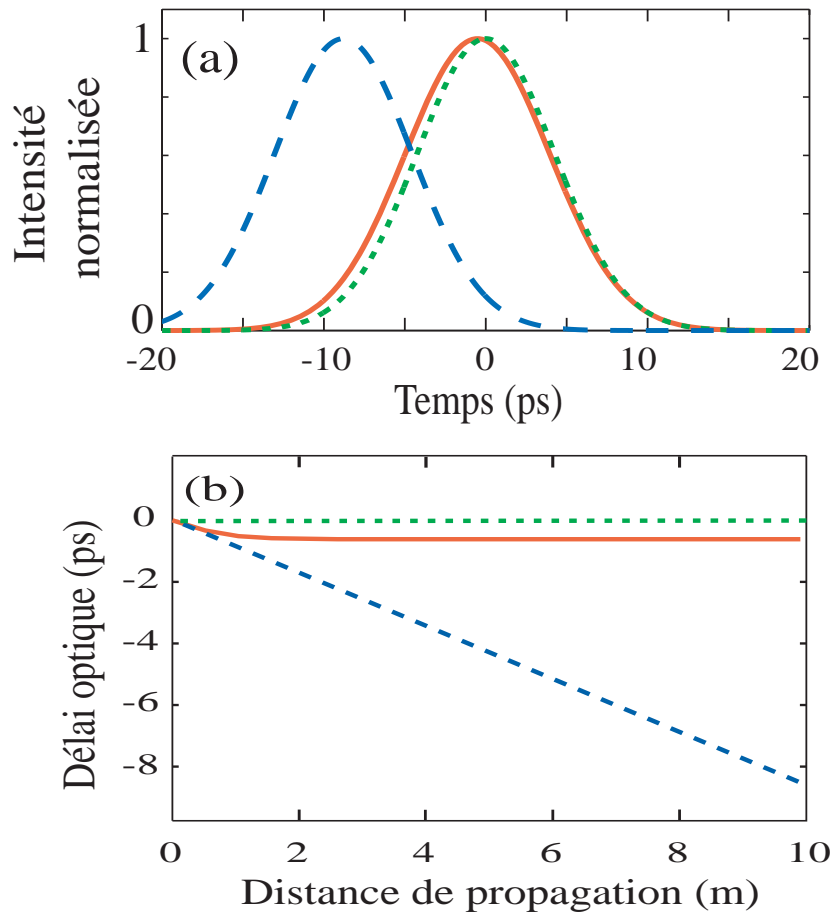 (a)
Intensité
normalisée
1
0
-20 -10 0 10 20
Temps (ps)
(b)
Délai optique (ps)
0
-2
-4
-6
-8
0 2 4 6 8 10
Distance de propagation (m)